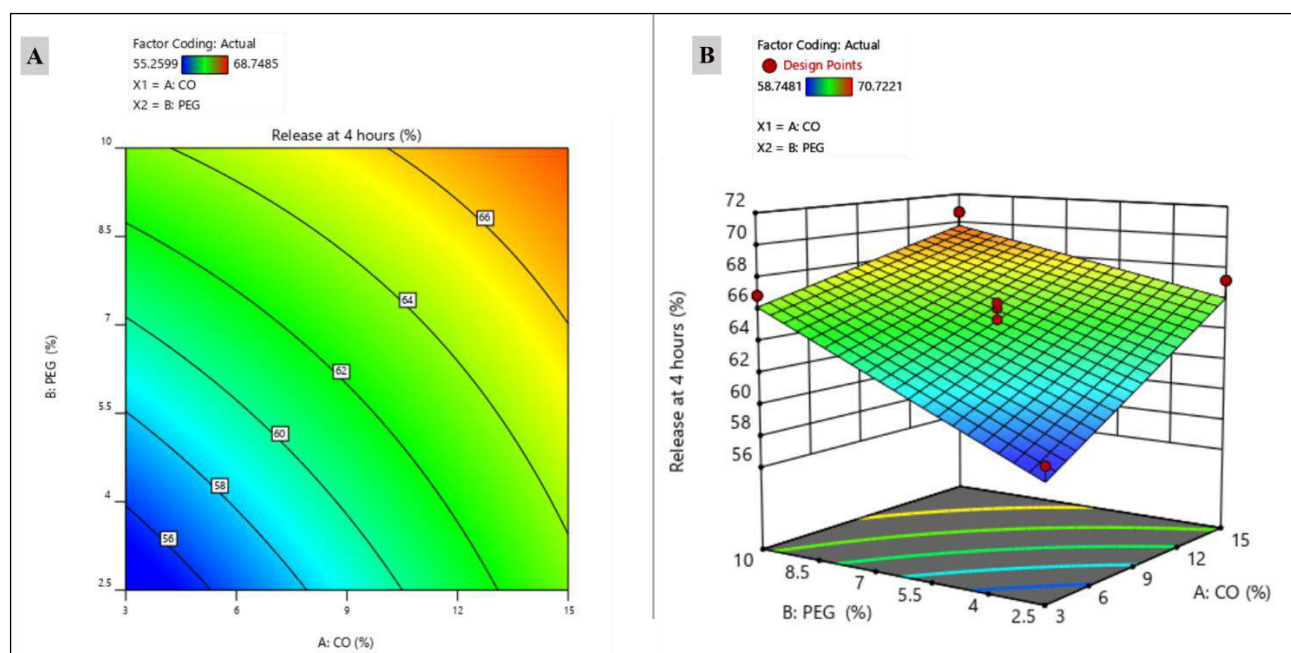 A
Factor Coding: Actual
55.2599 68.7485
X1 = A: CO
X2 = B: PEG
Release at 4 hours (%)
10
8.5
7
5.5
4
2.5
B: PEG (%)
66
64
62
60
58
56
3 6 9 12 15
A: CO (%)
B
Factor Coding: Actual
Design Points
58.7481 70.7221
X1 = A: CO
X2 = B: PEG
72
70
68
66
64
62
60
58
56
Release at 4 hours (%)
10 8.5 7 5.5 4 2.5
B: PEG (%)
3 6 9 12 15
A: CO (%)